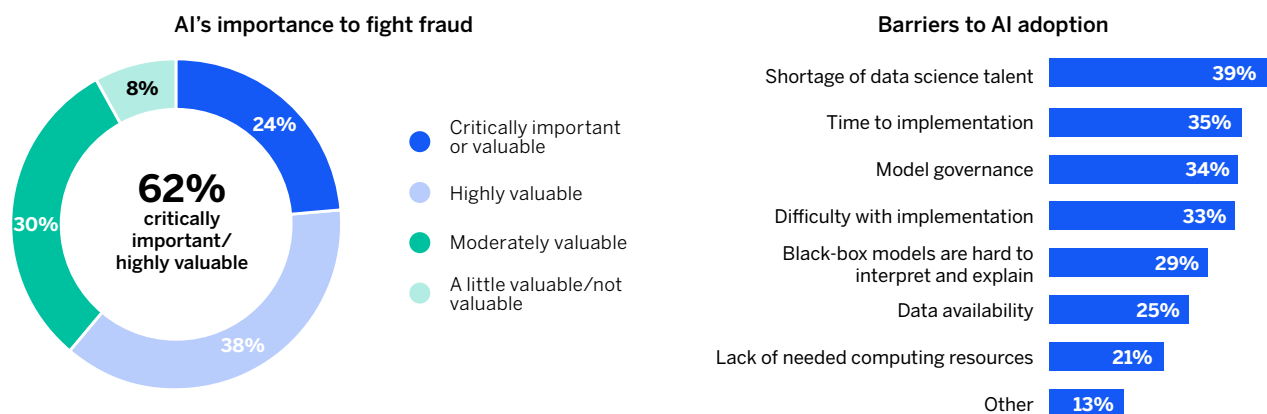 AI's importance to fight fraud
8%
24%
30%
38%
62%
critically
important/
highly valuable
Critically important
or valuable
Highly valuable
Moderately valuable
A little valuable/not
valuable
Barriers to AI adoption
Shortage of data science talent 39%
Time to implementation 35%
Model governance 34%
Difficulty with implementation 33%
Black-box models are hard to
interpret and explain 29%
Data availability 25%
Lack of needed computing resources 21%
Other 13%